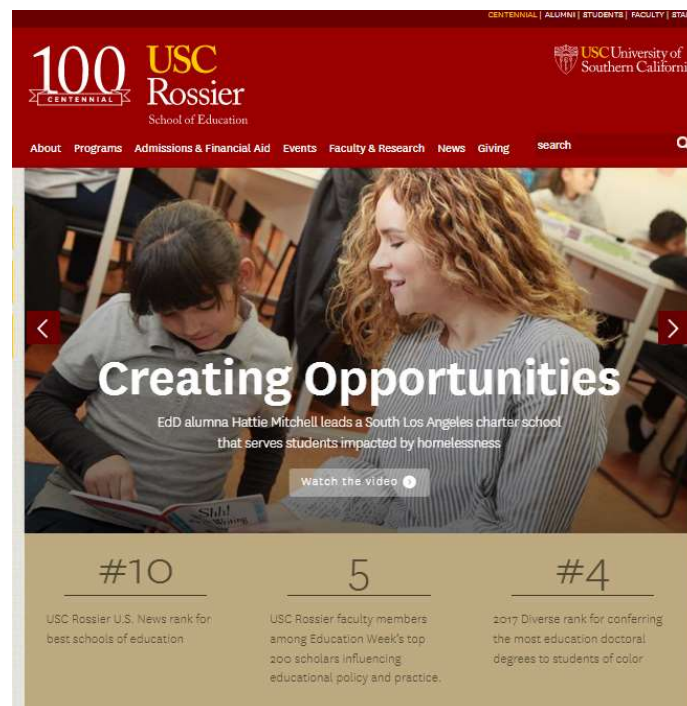 CENTENNIAL | ALUMNI | STUDENTS | FACULTY |
100
CENTENNIAL
USC
Rossier
School of Education
USC University of
Southern California
About Programs Admissions & Financial Aid Events Faculty & Research News Giving search
Creating Opportunities
EdD alumna Hattie Mitchell leads a South Los Angeles charter school
that serves students impacted by homelessness
Watch the video
Shh!
Writing
#10
USC Rossier U.S. News rank for
best schools of education
5
USC Rossier faculty members
among Education Week's top
200 scholars influencing
educational policy and practice.
#4
2017 Diverse rank for conferring
the most education doctoral
degrees to students of color